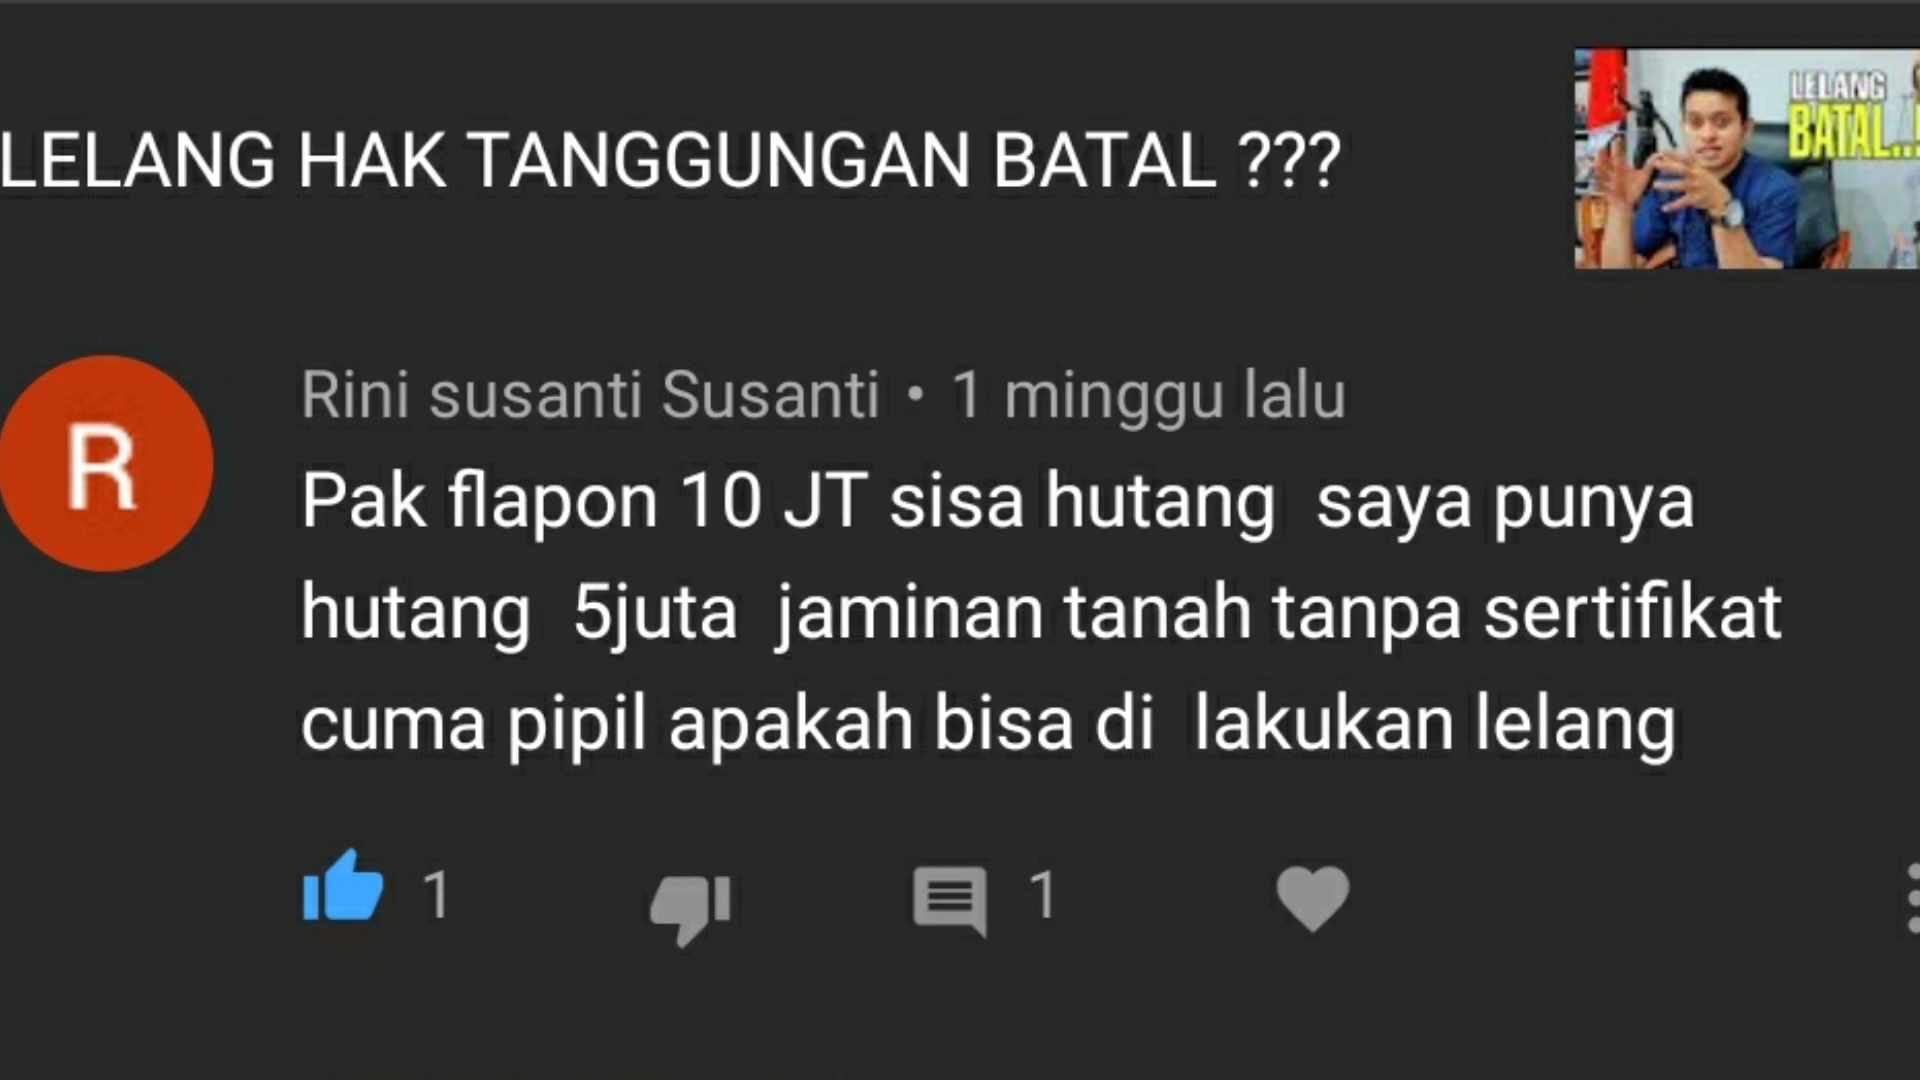 LELANG HAK TANGGUNGAN BATAL ???
LELANG
BATAL...!
R
Rini susanti Susanti • 1 minggu lalu
Pak flapon 10 JT sisa hutang saya punya
hutang 5juta jaminan tanah tanpa sertifikat
cuma pipil apakah bisa di lakukan lelang
1
1